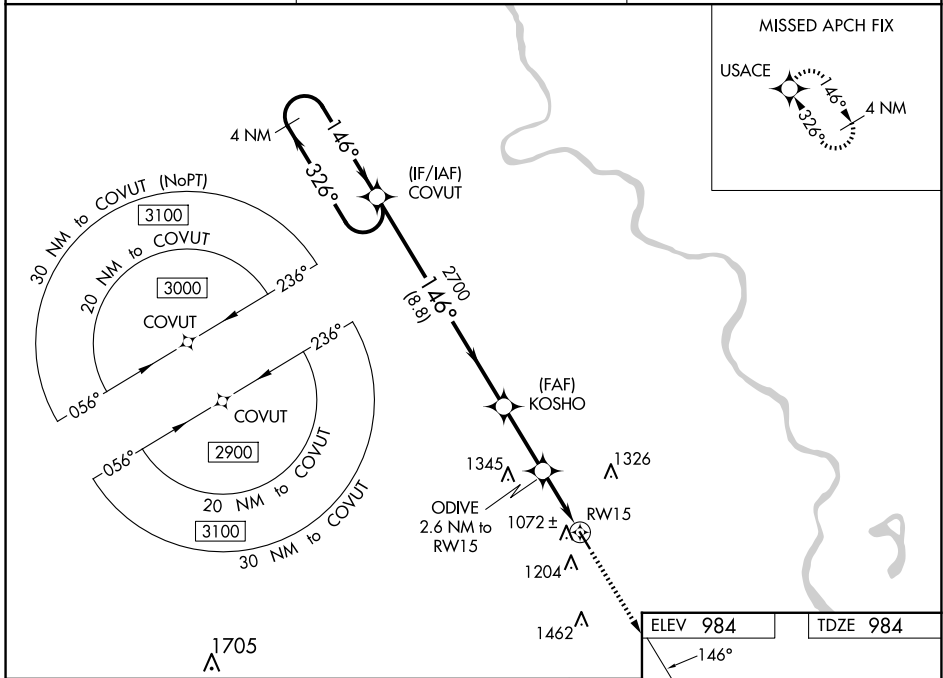 MISSED APCH FIX
USACE
146°
326°
4 NM
4 NM
146°
326°
(IF/IAF)
COVUT
30 NM to COVUT (NoPT)
3100
20 NM to COVUT
3000
236°
COVUT
056°
2700
146°
(8.8)
236°
COVUT
056°
2900
20 NM to COVUT
3100
30 NM to COVUT
(FAF)
KOSHO
1345
1326
ODIVE
2.6 NM to
RW15
1072 ±
RW15
1204
1462
1705
ELEV 984
TDZE 984
146°